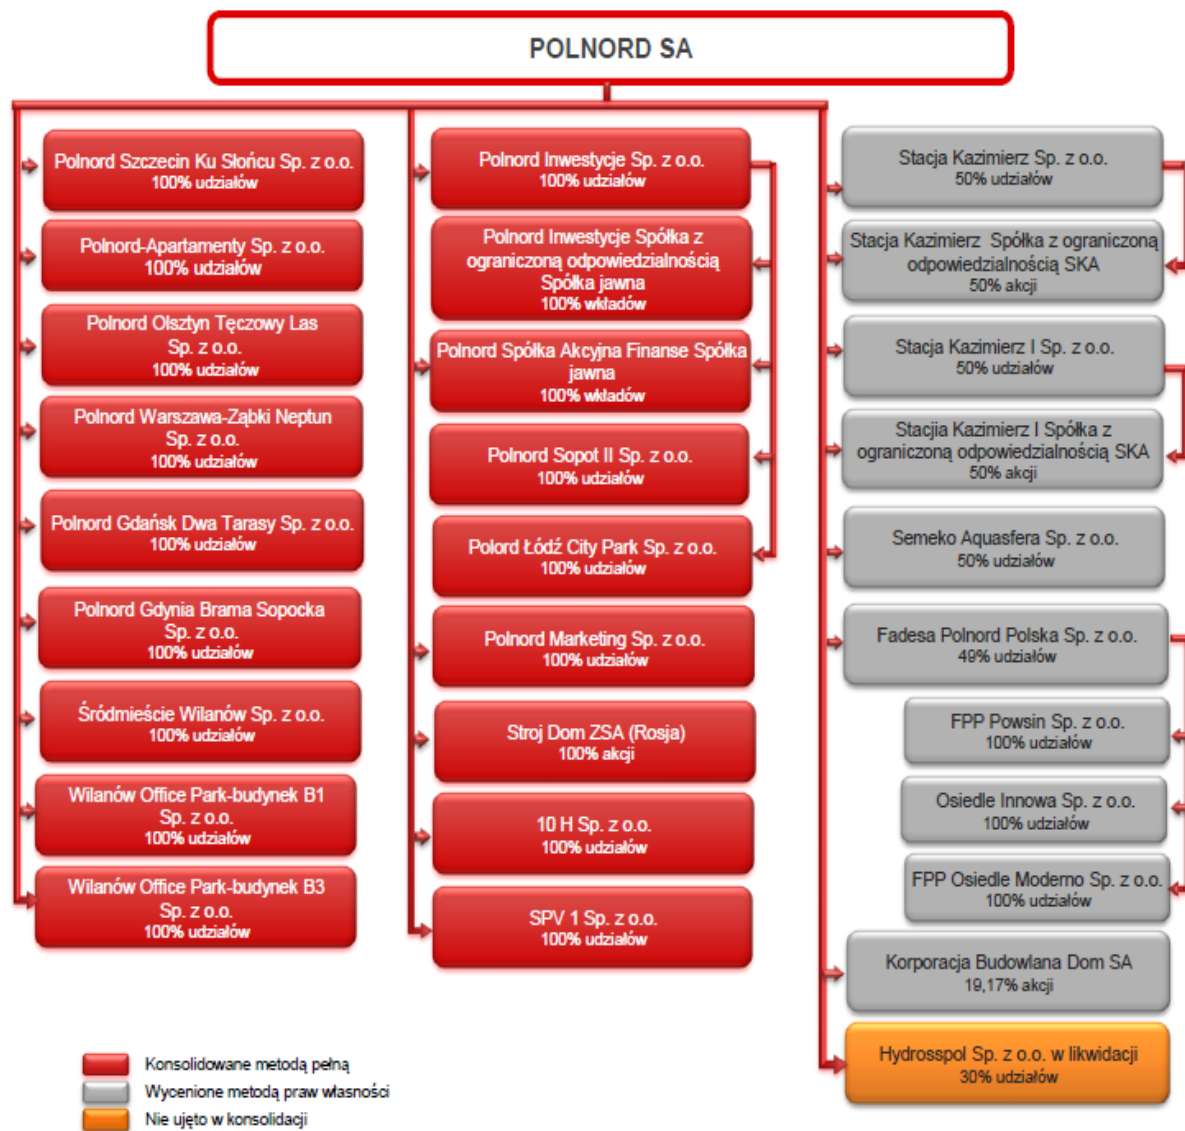 POLNORD SA
Polnord Szczecin Ku Słońcu Sp. z o.o.
100% udziałów
Polnord-Apartamenty Sp. z o.o.
100% udziałów
Polnord Olsztyn Tęczowy Las
Sp. z o.o.
100% udziałów
Polnord Warszawa-Ząbki Neptun
Sp. z o.o.
100% udziałów
Polnord Gdańsk Dwa Tarasy Sp. z o.o.
100% udziałów
Polnord Gdynia Brama Sopocka
Sp. z o.o.
100% udziałów
Śródmieście Wilanów Sp. z o.o.
100% udziałów
Wilanów Office Park-budynek B1
Sp. z o.o.
100% udziałów
Wilanów Office Park-budynek B3
Sp. z o.o.
100% udziałów
Polnord Inwestycje Sp. z o.o.
100% udziałów
Polnord Inwestycje Spółka z
ograniczoną odpowiedzialnością
Spółka jawna
100% wkładów
Polnord Spółka Akcyjna Finanse Spółka
jawna
100% wkładów
Polnord Sopot II Sp. z o.o.
100% udziałów
Polord Łódź City Park Sp. z o.o.
100% udziałów
Polnord Marketing Sp. z o.o.
100% udziałów
Stroj Dom ZSA (Rosja)
100% akcji
10 H Sp. z o.o.
100% udziałów
SPV 1 Sp. z o.o.
100% udziałów
Stacja Kazimierz Sp. z o.o.
50% udziałów
Stacja Kazimierz Spółka z ograniczoną
odpowiedzialnością SKA
50% akcji
Stacja Kazimierz I Sp. z o.o.
50% udziałów
Stacjia Kazimierz I Spółka z
ograniczoną odpowiedzialnością SKA
50% akcji
Semeko Aquasfera Sp. z o.o.
50% udziałów
Fadesa Polnord Polska Sp. z o.o.
49% udziałów
FPP Powsin Sp. z o.o.
100% udziałów
Osiedle Innowa Sp. z o.o.
100% udziałów
FPP Osiedle Moderno Sp. z o.o.
100% udziałów
Korporacja Budowlana Dom SA
19,17% akcji
Hydrosspol Sp. z o.o. w likwidacji
30% udziałów
Konsolidowane metodą pełną
Wycenione metodą praw własności
Nie ujęto w konsolidacji